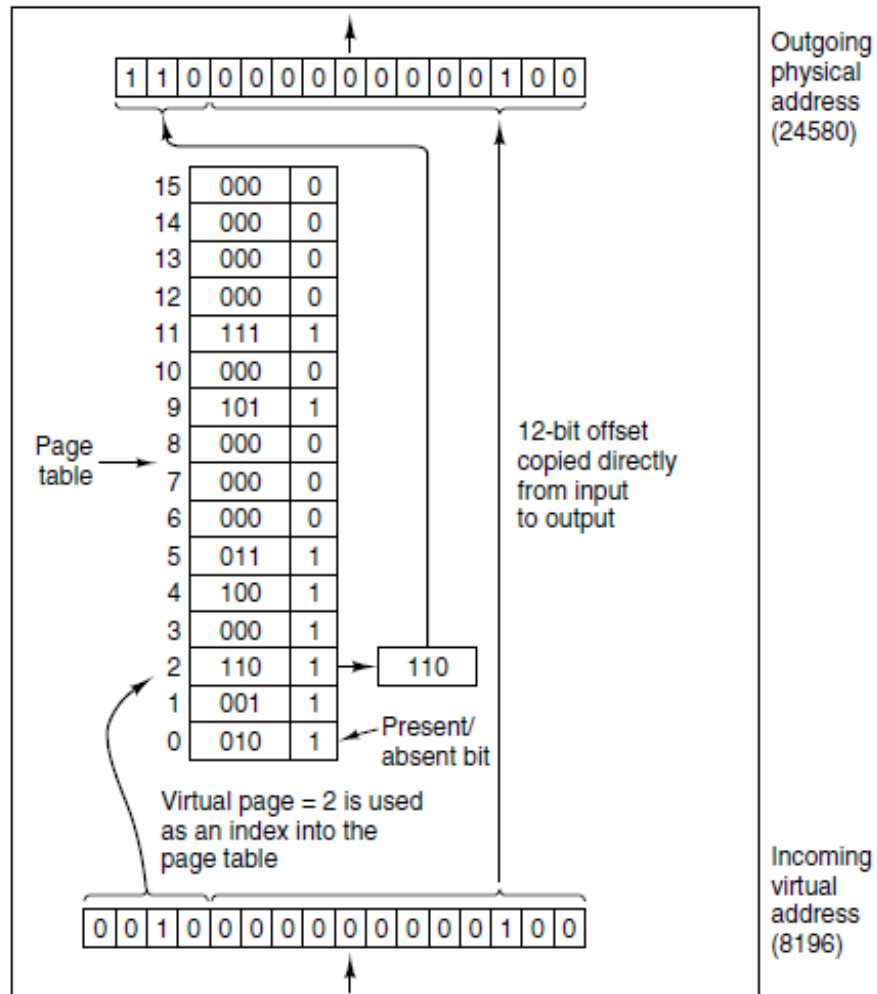 1 1 0 0 0 0 0 0 0 0 0 0 1 0 0
Outgoing
physical
address
(24580)
15 000 0
14 000 0
13 000 0
12 000 0
11 111 1
10 000 0
9 101 1
8 000 0
7 000 0
6 000 0
5 011 1
4 100 1
3 000 1
2 110 1 110
1 001 1
0 010 1
Page
table
12-bit offset
copied directly
from input
to output
Present/
absent bit
Virtual page = 2 is used
as an index into the
page table
0 0 1 0 0 0 0 0 0 0 0 0 0 1 0 0
Incoming
virtual
address
(8196)